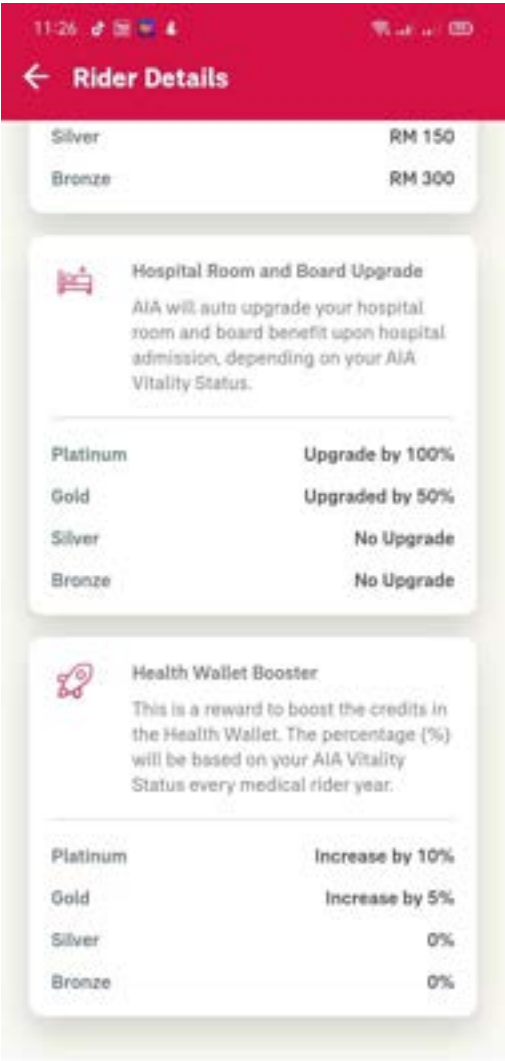 11:26
Rider Details
Silver RM 150
Bronze RM 300
Hospital Room and Board Upgrade
AIA will auto upgrade your hospital
room and board benefit upon hospital
admission, depending on your AIA
Vitality Status.
Platinum Upgrade by 100%
Gold Upgraded by 50%
Silver No Upgrade
Bronze No Upgrade
Health Wallet Booster
This is a reward to boost the credits in
the Health Wallet. The percentage (%)
will be based on your AIA Vitality
Status every medical rider year.
Platinum Increase by 10%
Gold Increase by 5%
Silver 0%
Bronze 0%